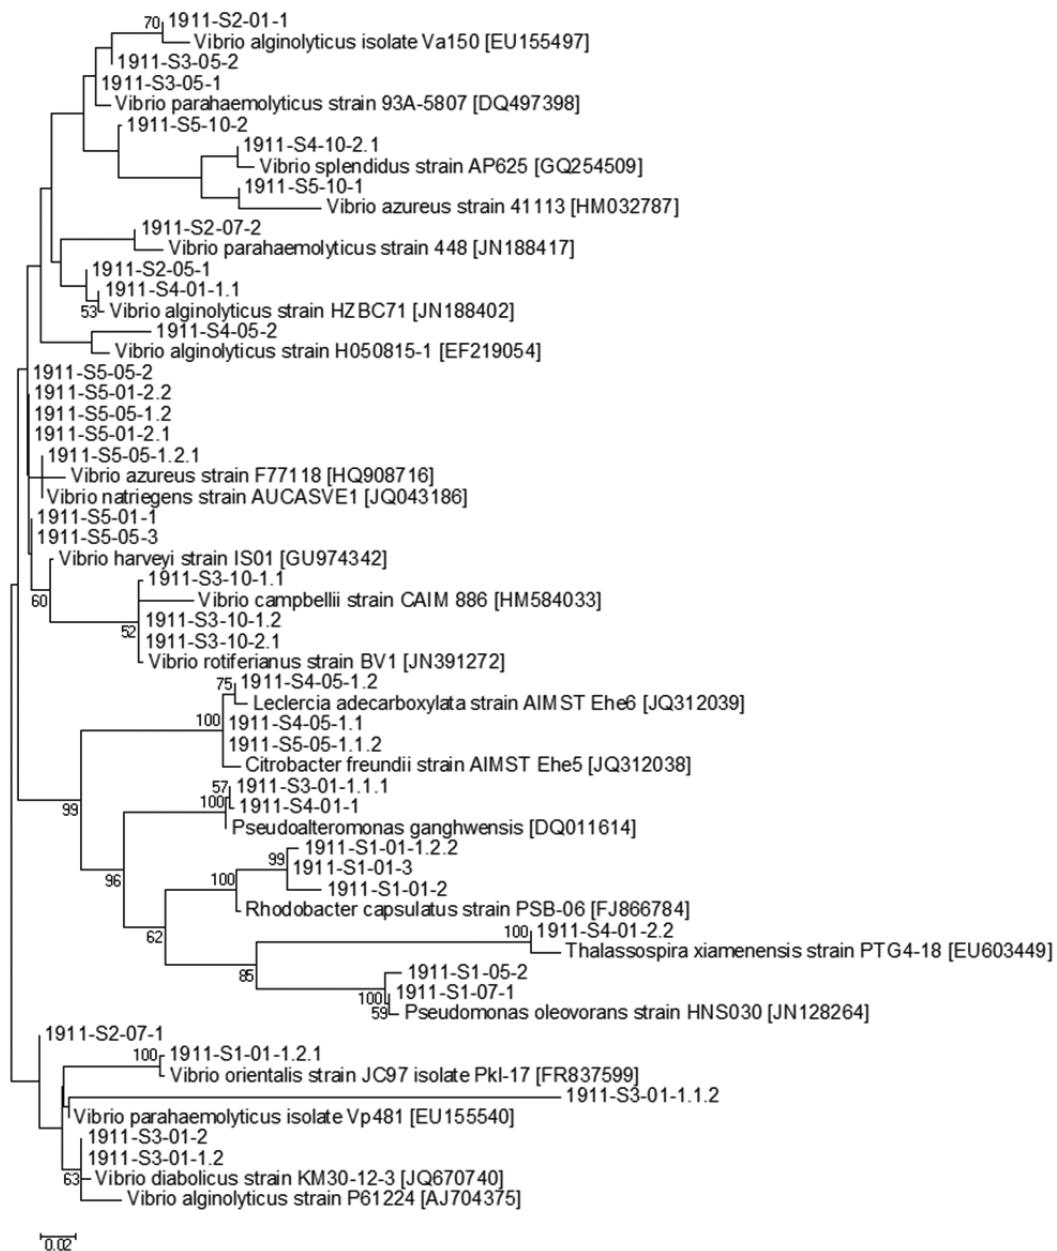 70 1911-S2-01-1
Vibrio alginolyticus isolate Va150 [EU155497]
1911-S3-05-2
1911-S3-05-1
Vibrio parahaemolyticus strain 93A-5807 [DQ497398]
1911-S5-10-2
1911-S4-10-2.1
Vibrio splendidus strain AP625 [GQ254509]
1911-S5-10-1
Vibrio azureus strain 41113 [HM032787]
1911-S2-07-2
Vibrio parahaemolyticus strain 448 [JN188417]
1911-S2-05-1
1911-S4-01-1.1
53 Vibrio alginolyticus strain HZBC71 [JN188402]
1911-S4-05-2
Vibrio alginolyticus strain H050815-1 [EF219054]
1911-S5-05-2
1911-S5-01-2.2
1911-S5-05-1.2
1911-S5-01-2.1
1911-S5-05-1.2.1
Vibrio azureus strain F77118 [HQ908716]
Vibrio natriegens strain AUCASVE1 [JQ043186]
1911-S5-01-1
1911-S5-05-3
Vibrio harveyi strain IS01 [GU974342]
1911-S3-10-1.1
60 Vibrio campbellii strain CAIM 886 [HM584033]
1911-S3-10-1.2
52 1911-S3-10-2.1
Vibrio rotiferianus strain BV1 [JN391272]
75 1911-S4-05-1.2
Leclercia adecarboxylata strain AIMST Ehe6 [JQ312039]
100 1911-S4-05-1.1
1911-S5-05-1.1.2
Citrobacter freundii strain AIMST Ehe5 [JQ312038]
57 1911-S3-01-1.1.1
99 100 1911-S4-01-1
Pseudoalteromonas ganghwensis [DQ011614]
1911-S1-01-1.2.2
99 1911-S1-01-3
96 100 1911-S1-01-2
Rhodobacter capsulatus strain PSB-06 [FJ866784]
62 100 1911-S4-01-2.2
Thalassospira xiamenensis strain PTG4-18 [EU603449]
85 1911-S1-05-2
100 1911-S1-07-1
59 Pseudomonas oleovorans strain HNS030 [JN128264]
1911-S2-07-1
100 1911-S1-01-1.2.1
Vibrio orientalis strain JC97 isolate Pkl-17 [FR837599]
1911-S3-01-1.1.2
Vibrio parahaemolyticus isolate Vp481 [EU155540]
1911-S3-01-2
1911-S3-01-1.2
63 Vibrio diabolicus strain KM30-12-3 [JQ670740]
Vibrio alginolyticus strain P61224 [AJ704375]
0.02